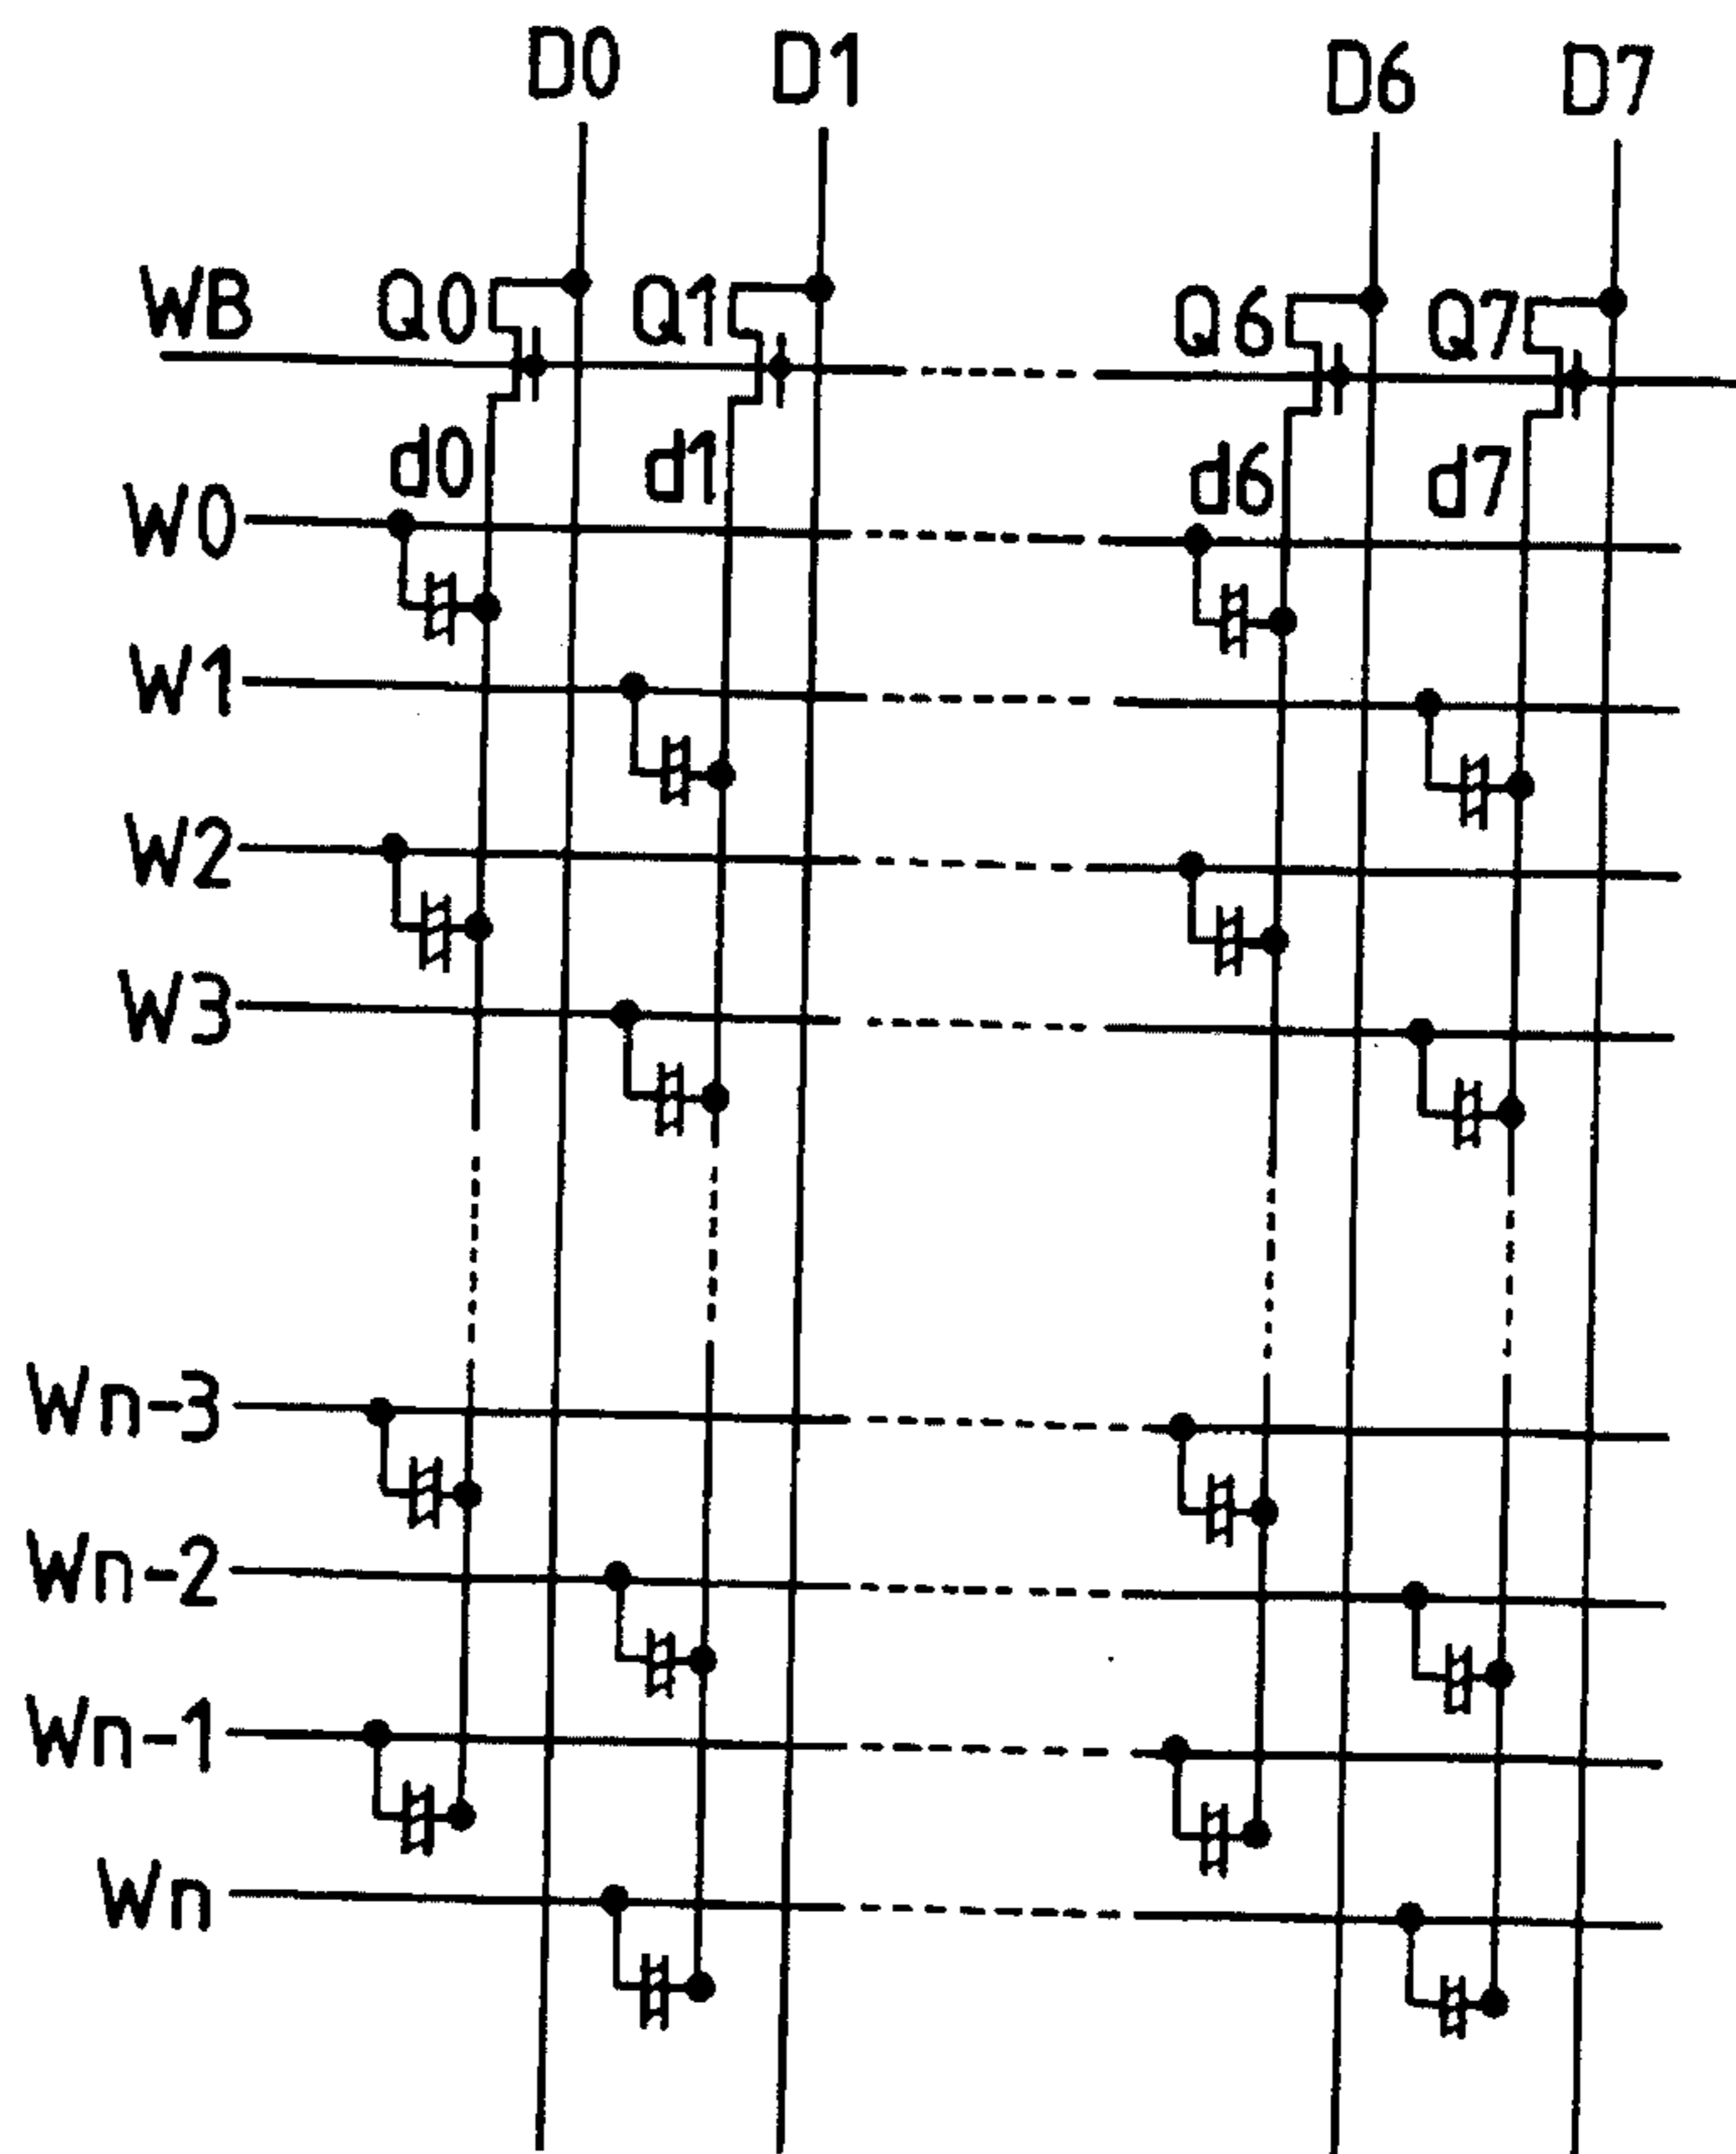 D0 D1 D6 D7
WB Q0 Q1 Q6 Q7
d0 d1 d6 d7
W0
W1
W2
W3
Wn-3
Wn-2
Wn-1
Wn